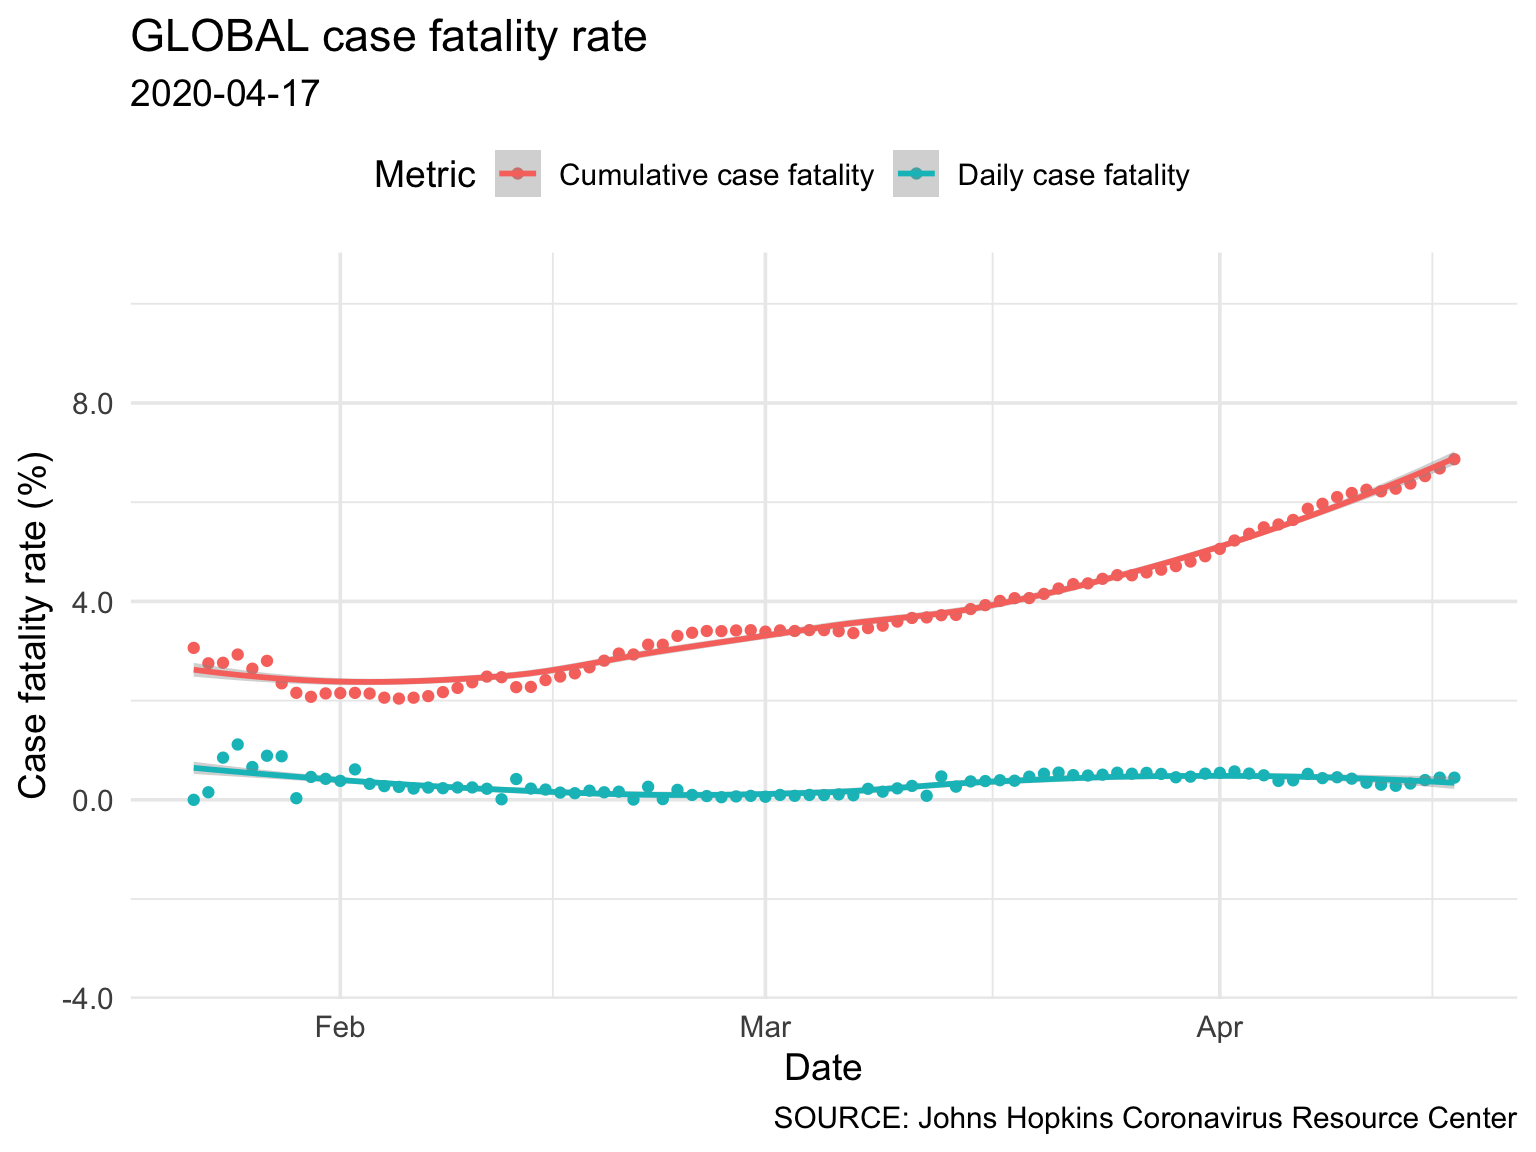 GLOBAL case fatality rate
2020-04-17
Metric Cumulative case fatality Daily case fatality
Case fatality rate (%)
8.0
4.0
0.0
-4.0
Feb Mar Apr
Date
SOURCE: Johns Hopkins Coronavirus Resource Center